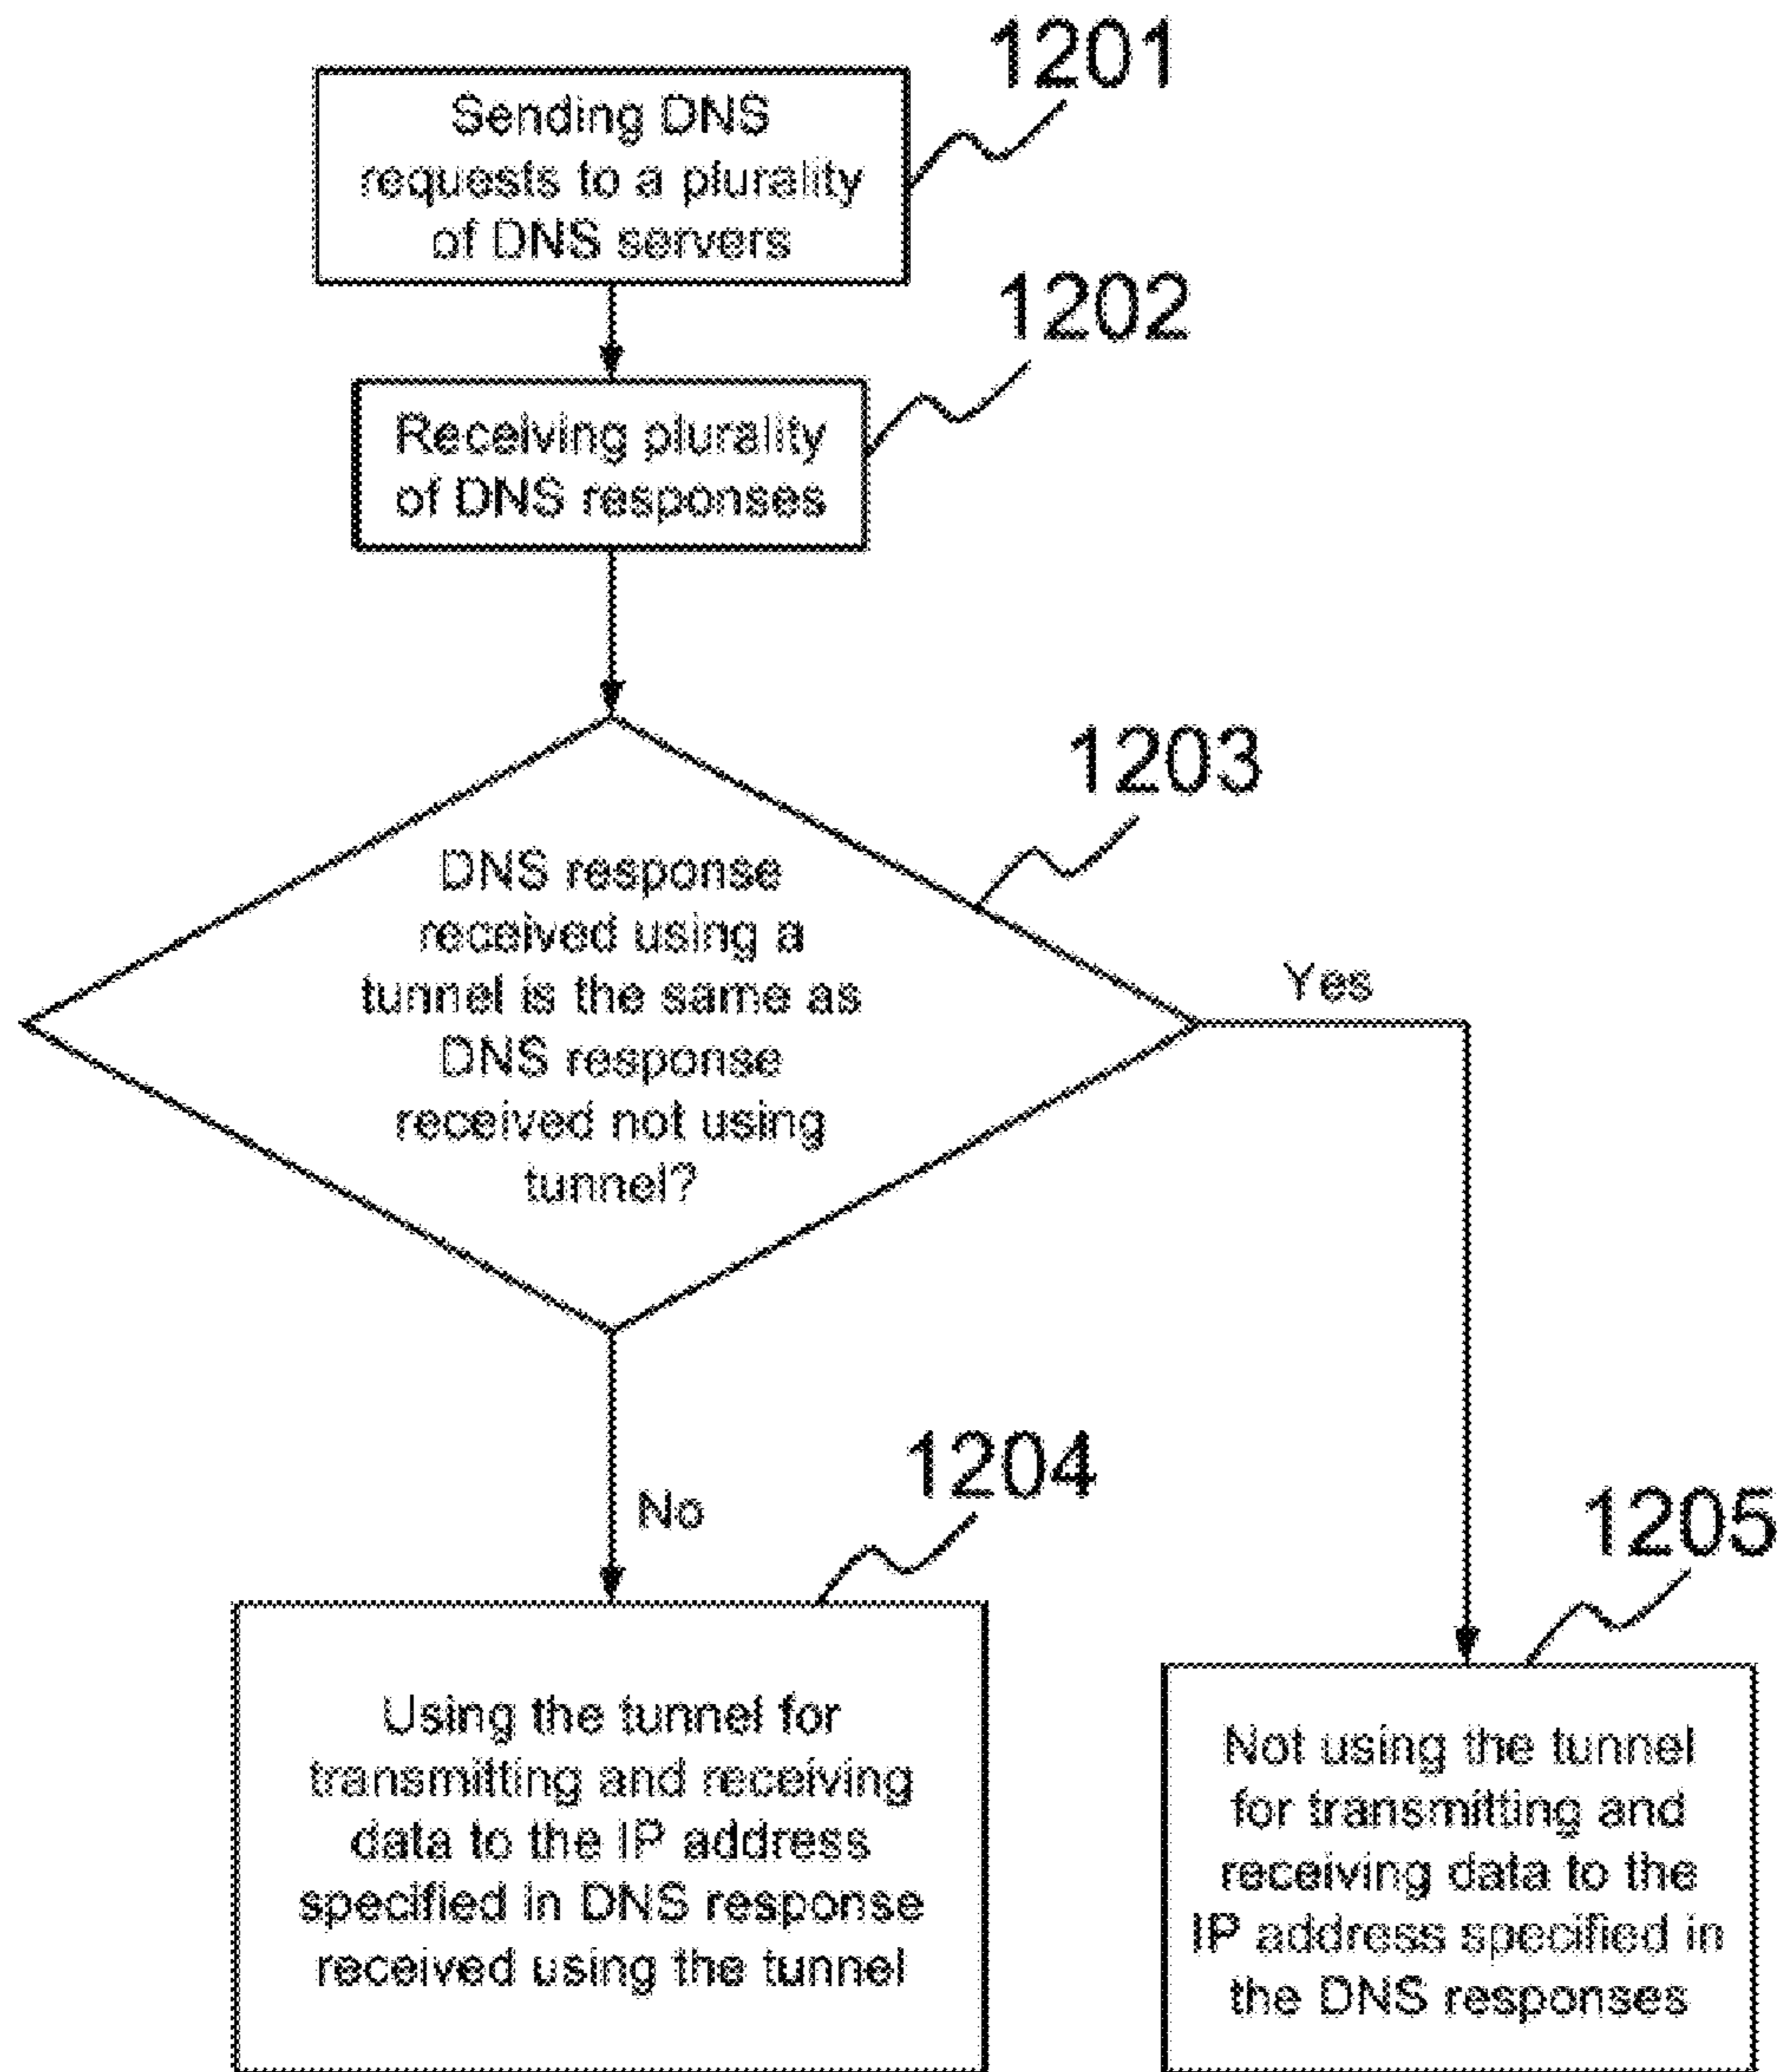 1201
Sending DNS
requests to a plurality
of DNS servers
1202
Receiving plurality
of DNS responses
1203
DNS response
received using a
tunnel is the same as
DNS response
received not using
tunnel?
Yes
No
1204
1205
Using the tunnel for
transmitting and receiving
data to the IP address
specified in DNS response
received using the tunnel
Not using the tunnel
for transmitting and
receiving data to the
IP address specified in
the DNS responses